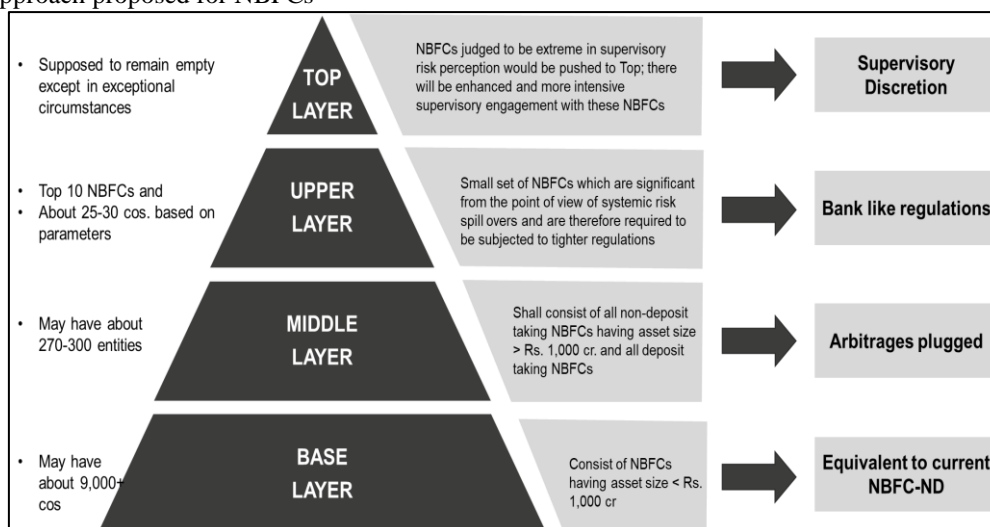 pproach proposed for NBFCs
• Supposed to remain empty
except in exceptional
circumstances
TOP
LAYER
NBFCs judged to be extreme in supervisory
risk perception would be pushed to Top; there
will be enhanced and more intensive
supervisory engagement with these NBFCs
Supervisory
Discretion
• Top 10 NBFCs and
• About 25-30 cos. based on
parameters
UPPER
LAYER
Small set of NBFCs which are significant
from the point of view of systemic risk
spill overs and are therefore required to
be subjected to tighter regulations
Bank like regulations
• May have about
270-300 entities
MIDDLE
LAYER
Shall consist of all non-deposit
taking NBFCs having asset size
> Rs. 1,000 cr. and all deposit
taking NBFCs
Arbitrages plugged
• May have
about 9,000+
cos
BASE
LAYER
Consist of NBFCs
having asset size < Rs.
1,000 cr
Equivalent to current
NBFC-ND